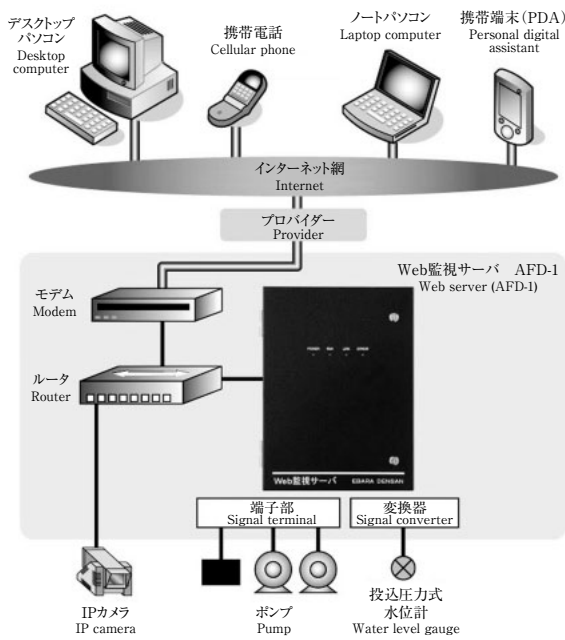 デスクトップ
パソコン
Desktop
computer
携帯電話
Cellular phone
ノートパソコン
Laptop computer
携帯端末(PDA)
Personal digital
assistant
インターネット網
Internet
プロバイダー
Provider
Web監視サーバ AFD-1
Web server (AFD-1)
モデム
Modem
ルータ
Router
Web監視サーバ EBARA DENSAN
端子部
Signal terminal
変換器
Signal converter
IPカメラ
IP camera
ポンプ
Pump
投込圧力式
水位計
Water level gauge